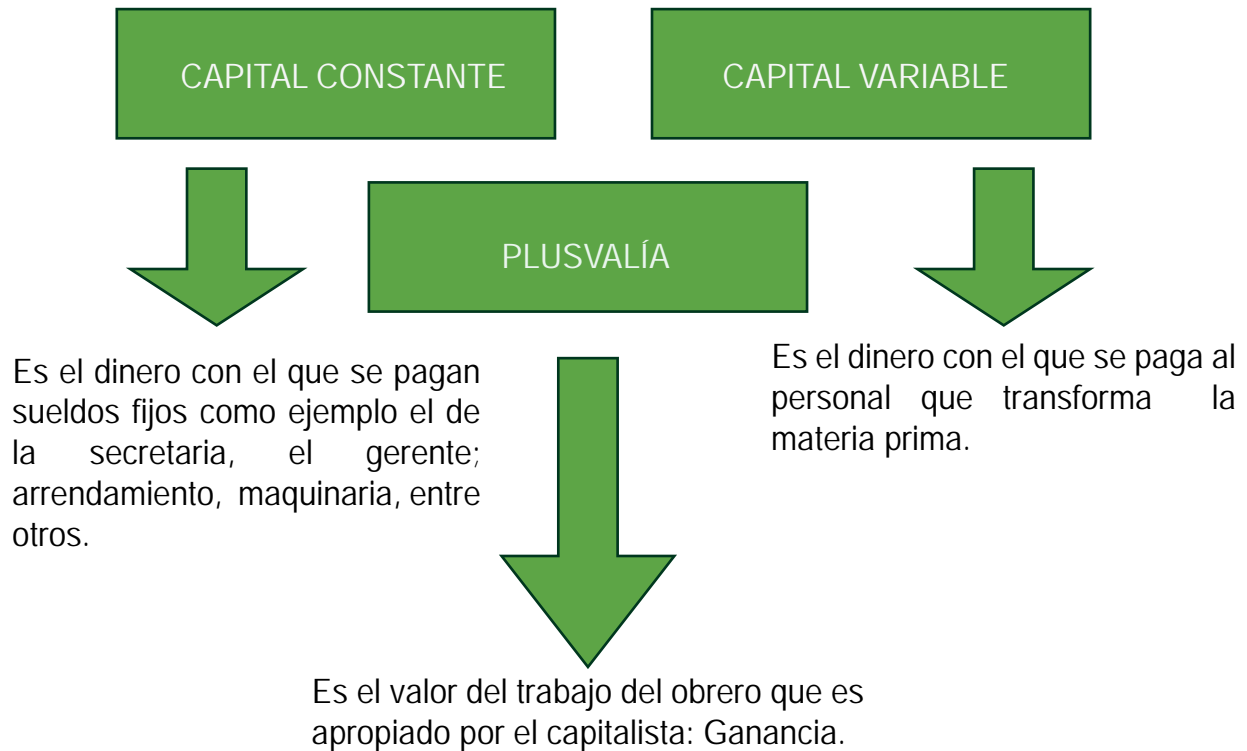 CAPITAL CONSTANTE
CAPITAL VARIABLE
PLUSVALÍA
Es el dinero con el que se pagan
sueldos fijos como ejemplo el de
la secretaria, el gerente;
arrendamiento, maquinaria, entre
otros.
Es el dinero con el que se paga al
personal que transforma la
materia prima.
Es el valor del trabajo del obrero que es
apropiado por el capitalista: Ganancia.